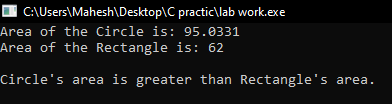 C:\Users\Mahesh\Desktop\C practic\lab work.exe
Area of the Circle is: 95.0331
Area of the Rectangle is: 62
Circle's area is greater than Rectangle's area.